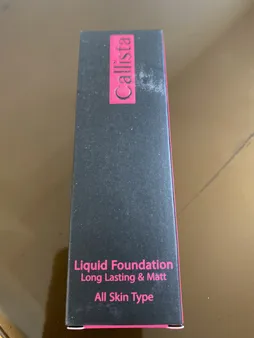 Callista
Liquid Foundation
Long Lasting & Matt
All Skin Type